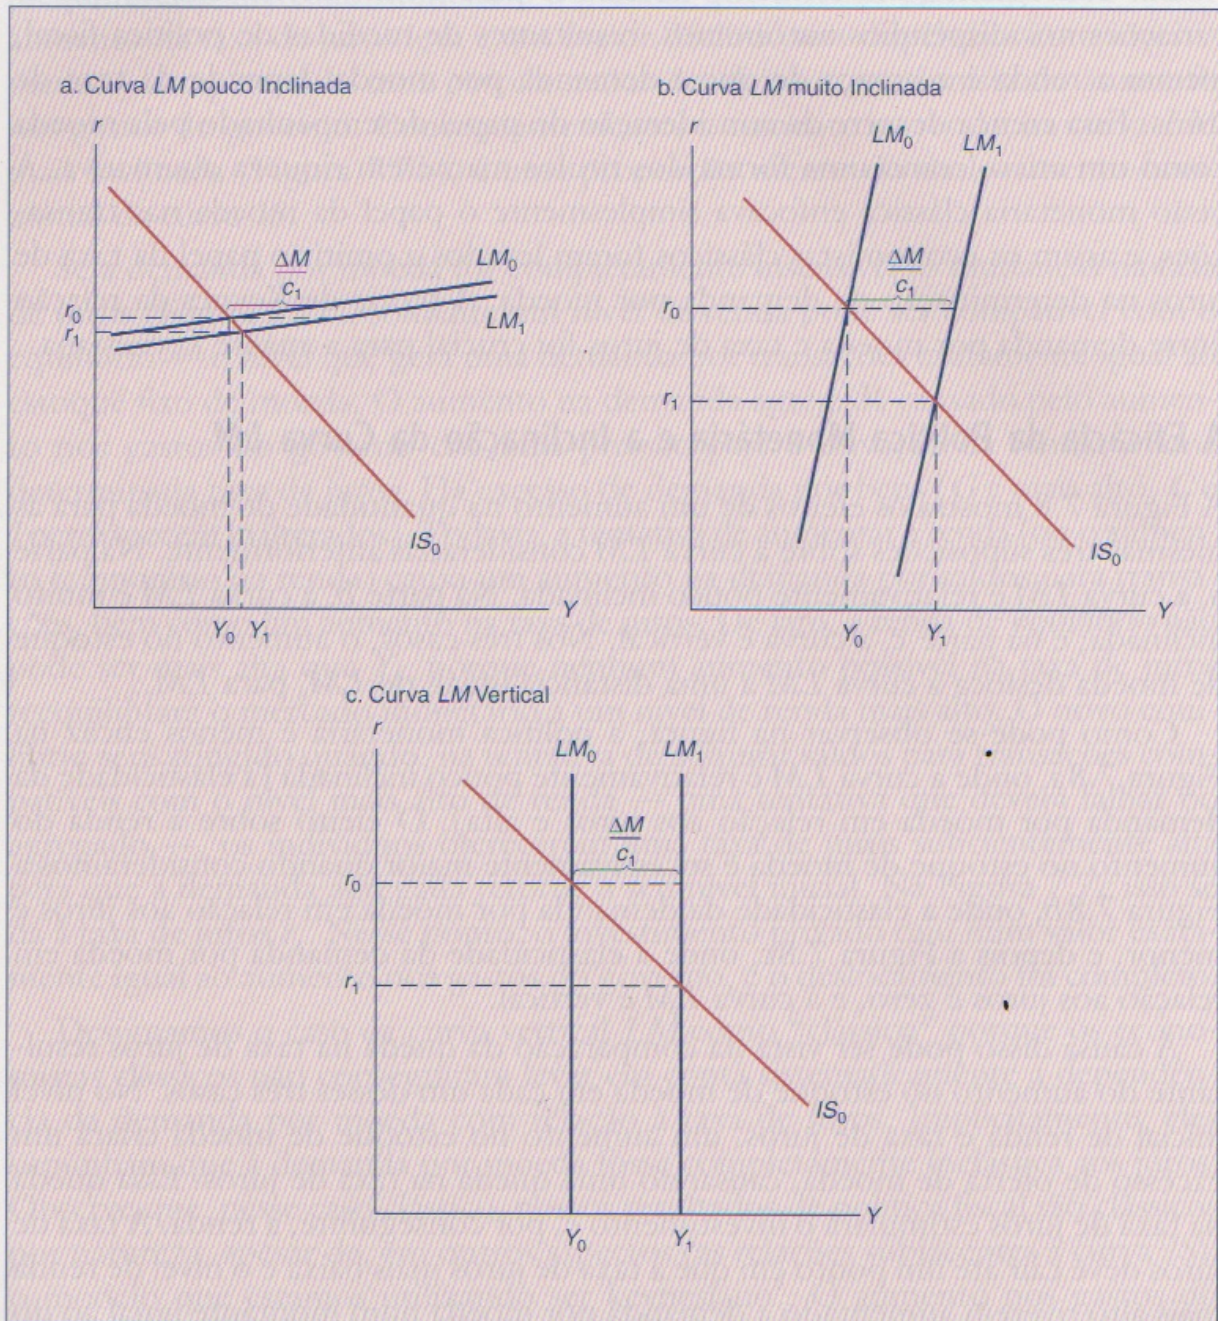 a. Curva LM pouco Inclinada
r
ΔM
c₁
LM₀
r₀
r₁
LM₁
IS₀
Y
Y₀ Y₁
b. Curva LM muito Inclinada
r
LM₀
LM₁
ΔM
c₁
r₀
r₁
IS₀
Y
Y₀
Y₁
c. Curva LM Vertical
r
LM₀
LM₁
ΔM
c₁
r₀
r₁
IS₀
Y
Y₀
Y₁